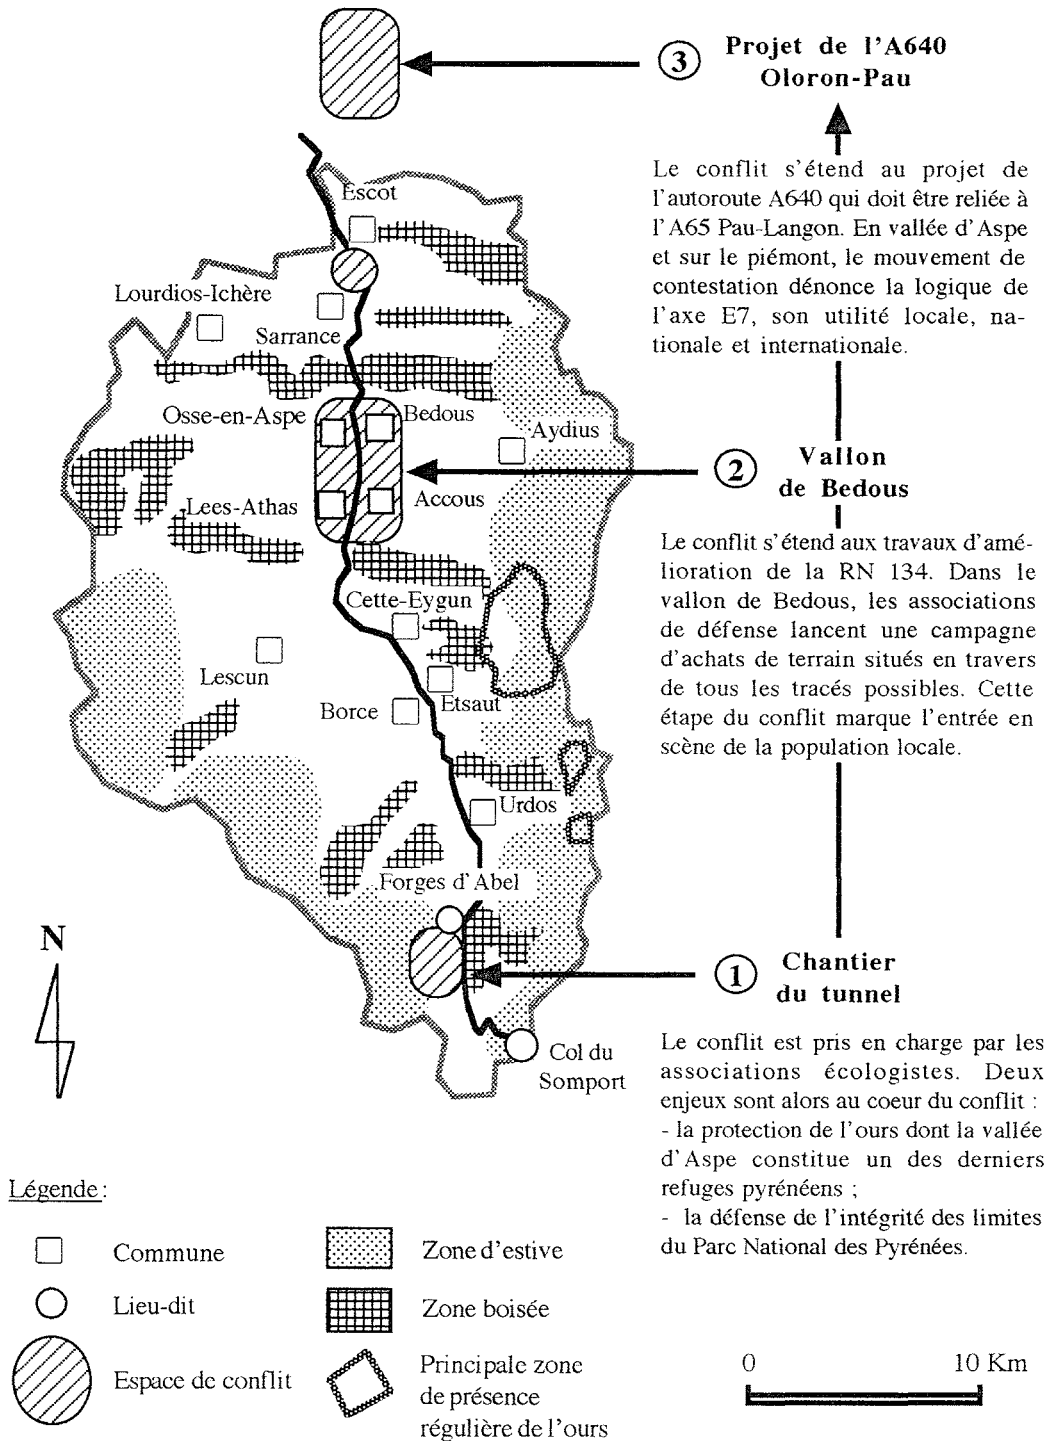 3
Projet de l'A640
Oloron-Pau
Le conflit s'étend au projet de
l'autoroute A640 qui doit être reliée à
l'A65 Pau-Langon. En vallée d'Aspe
et sur le piémont, le mouvement de
contestation dénonce la logique de
l'axe E7, son utilité locale, na-
tionale et internationale.
2
Vallon
de Bedous
Le conflit s'étend aux travaux d'amé-
lioration de la RN 134. Dans le
vallon de Bedous, les associations
de défense lancent une campagne
d'achats de terrain situés en travers
de tous les tracés possibles. Cette
étape du conflit marque l'entrée en
scène de la population locale.
1
Chantier
du tunnel
Le conflit est pris en charge par les
associations écologistes. Deux
enjeux sont alors au coeur du conflit :
- la protection de l'ours dont la vallée
d'Aspe constitue un des derniers
refuges pyrénéens ;
- la défense de l'intégrité des limites
du Parc National des Pyrénées.
Escot
Lourdios-Ichère
Sarrance
Osse-en-Aspe
Bedous
Aydius
Lees-Athas
Accous
Cette-Eygun
Lescun
Etsaut
Borce
Urdos
Forges d'Abel
N
Col du
Somport
Légende :
Commune
Lieu-dit
Espace de conflit
Zone d'estive
Zone boisée
Principale zone
de présence
régulière de l'ours
0
10 Km